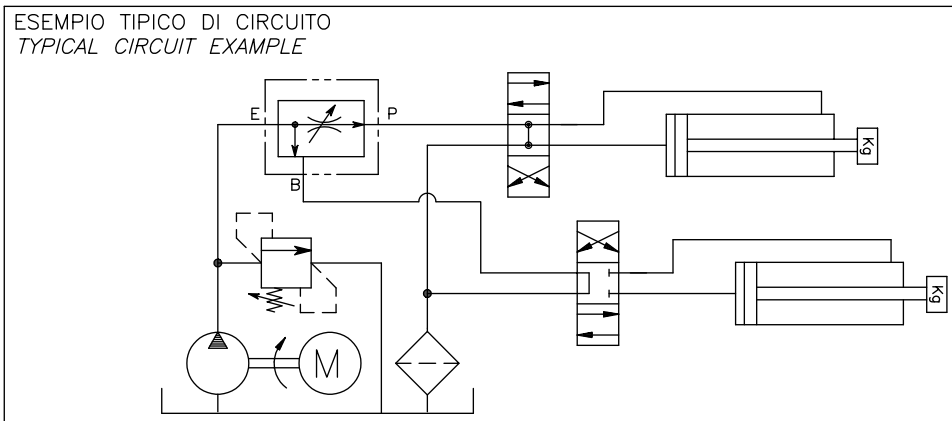 ESEMPIO TIPICO DI CIRCUITO
TYPICAL CIRCUIT EXAMPLE
E
P
B
Kg
Kg
M